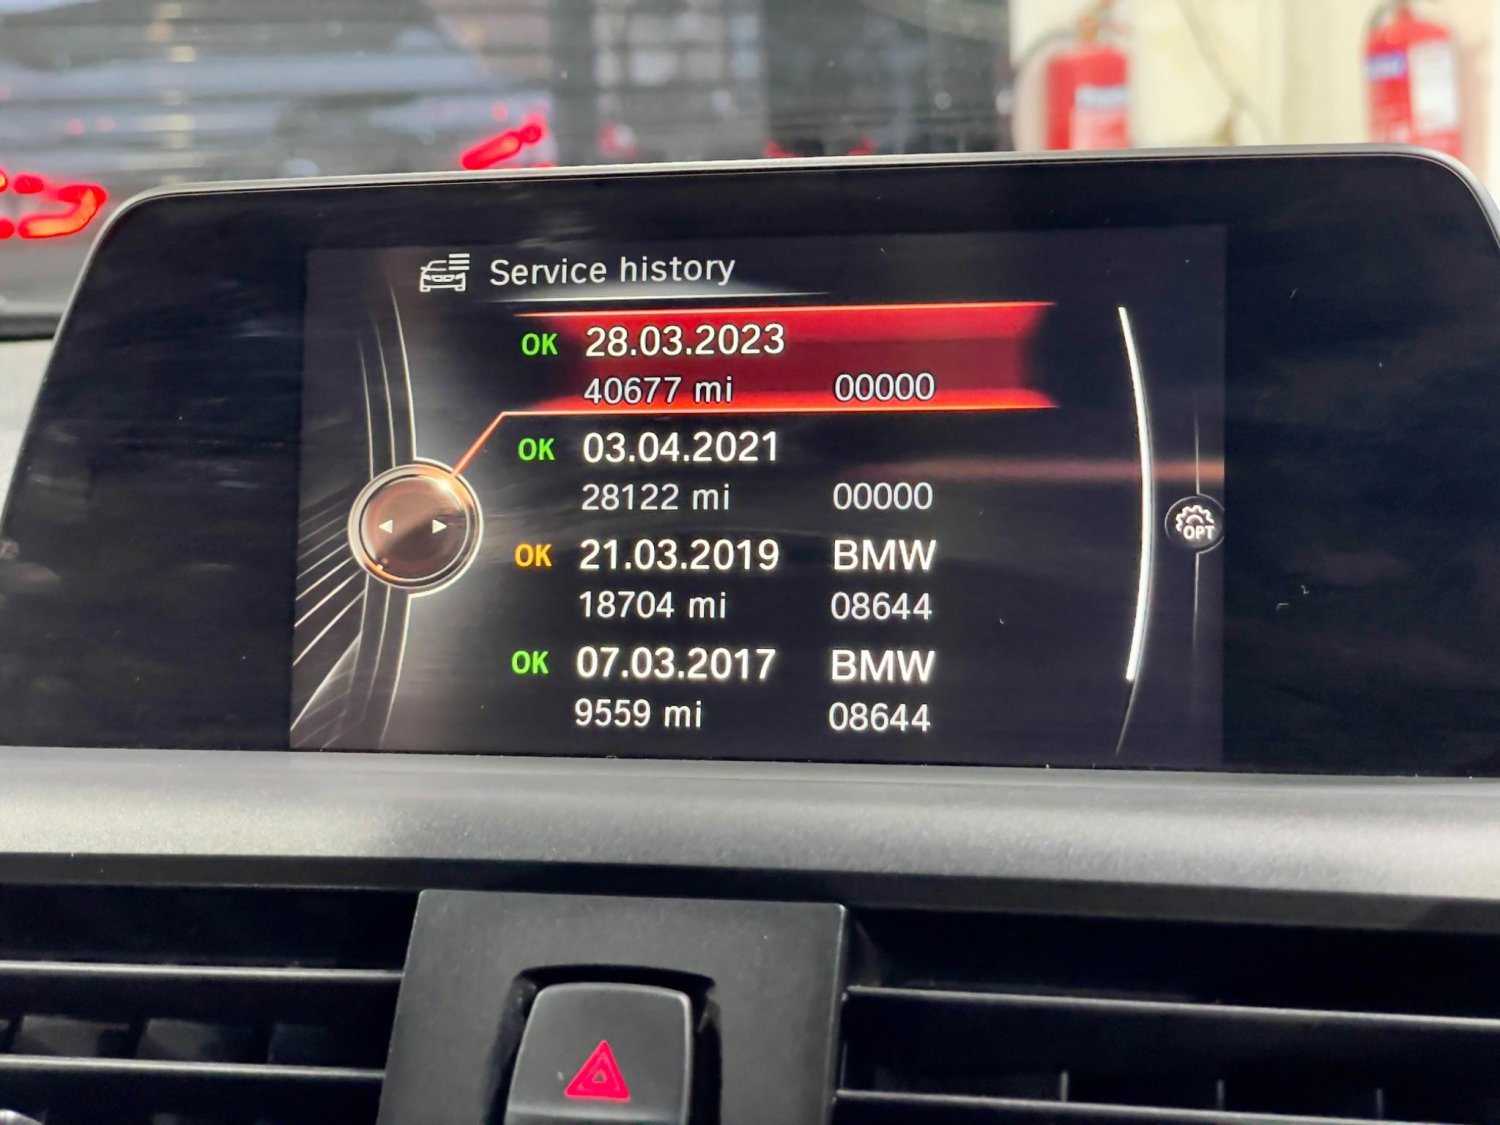 Service history
OK 28.03.2023
40677 mi 00000
OK 03.04.2021
28122 mi 00000
OK 21.03.2019 BMW
18704 mi 08644
OK 07.03.2017 BMW
9559 mi 08644
OPT